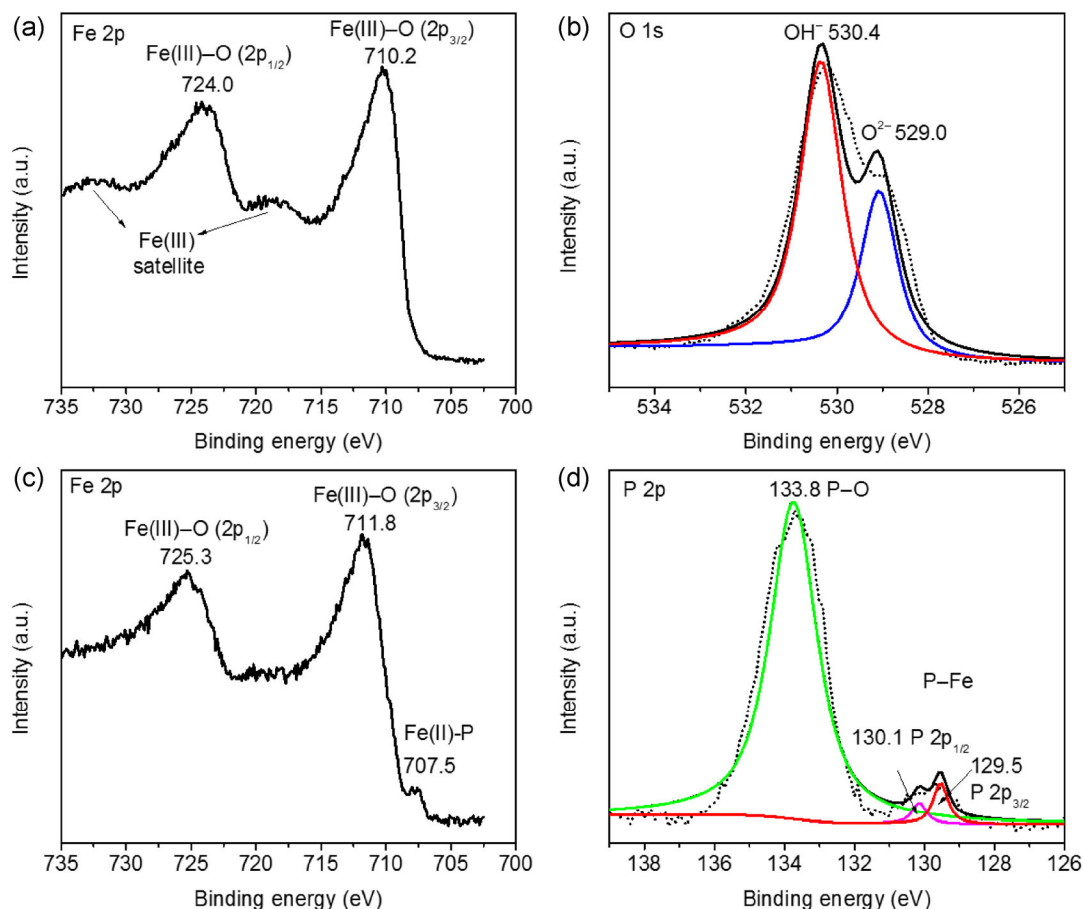 (a)
Fe 2p
Fe(III)–O (2p3/2)
710.2
Fe(III)–O (2p1/2)
724.0
Fe(III)
satellite
Intensity (a.u.)
735 730 725 720 715 710 705 700
Binding energy (eV)
(b)
O 1s
OH− 530.4
O2− 529.0
Intensity (a.u.)
534 532 530 528 526
Binding energy (eV)
(c)
Fe 2p
Fe(III)–O (2p3/2)
711.8
Fe(III)–O (2p1/2)
725.3
Fe(II)-P
707.5
Intensity (a.u.)
735 730 725 720 715 710 705 700
Binding energy (eV)
(d)
P 2p
133.8 P–O
P–Fe
130.1 P 2p1/2
129.5
P 2p3/2
Intensity (a.u.)
138 136 134 132 130 128 126
Binding energy (eV)